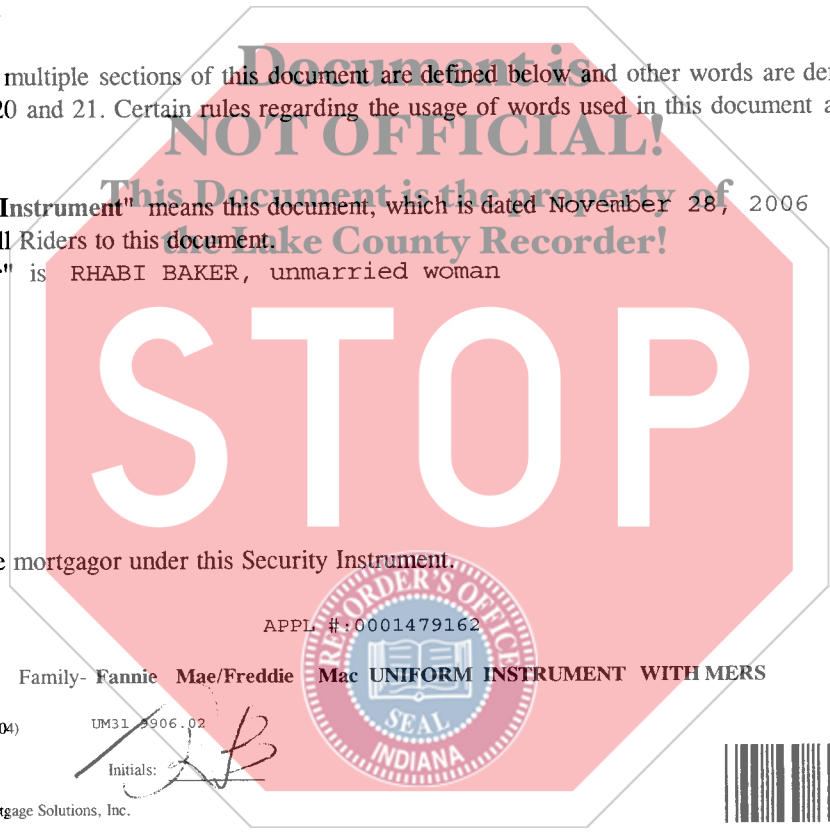 Document is
multiple sections of this document are defined below and other words are de
20 and 21. Certain rules regarding the usage of words used in this document a
NOT OFFICIAL!
This Document is the property of
Instrument" means this document, which is dated November 28, 2006
ll Riders to this document.
the Lake County Recorder!
" is RHABI BAKER, unmarried woman
STOP
e mortgagor under this Security Instrument.
APPL #:0001479162
RECORDER'S OFFICE
SEAL
INDIANA
Family- Fannie Mae/Freddie Mac UNIFORM INSTRUMENT WITH MERS
04)
UM31 9906.02
Initials:
tgage Solutions, Inc.